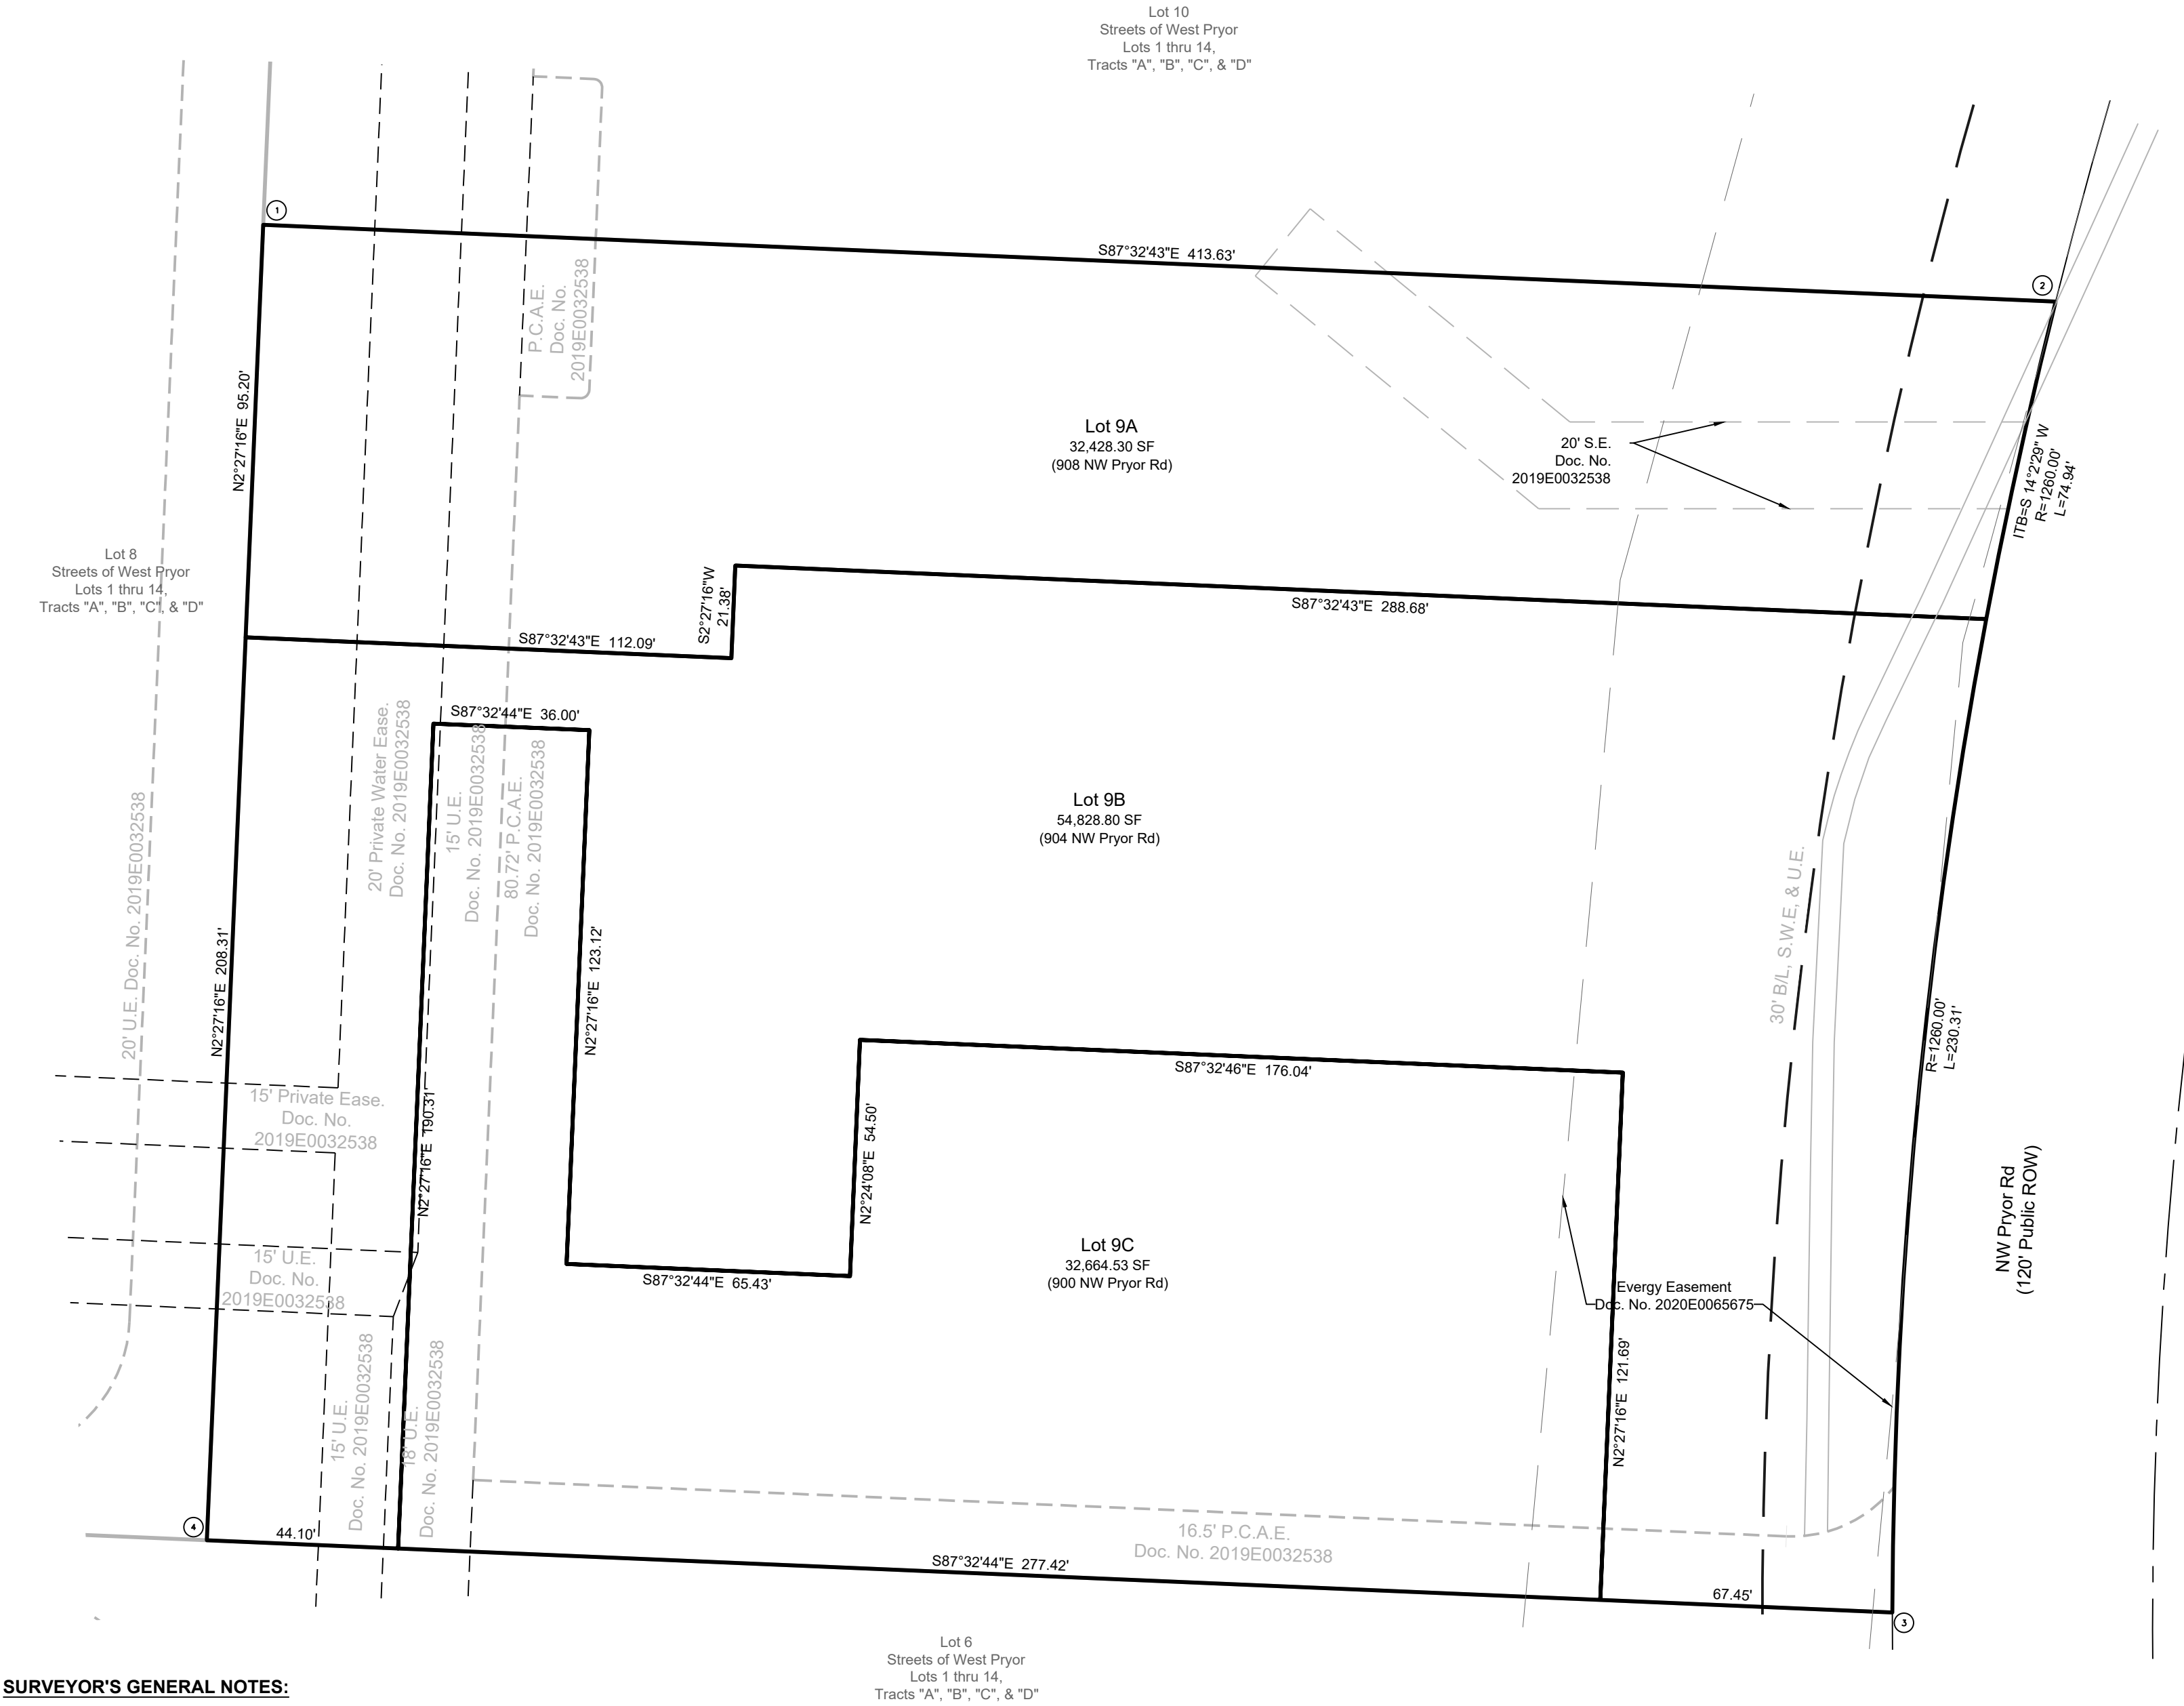 Lot 10
Streets of West Pryor
Lots 1 thru 14,
Tracts "A", "B", "C", & "D"
1
S87°32'43"E 413.63'
2
P.C.A.E.
Doc. No.
2019E0032538
N2°27'16"E 95.20'
Lot 9A
32,428.30 SF
(908 NW Pryor Rd)
20' S.E.
Doc. No.
2019E0032538
ITB=S 14°2'29" W
R=1260.00'
L=74.94'
Lot 8
Streets of West Pryor
Lots 1 thru 14,
Tracts "A", "B", "C", & "D"
S2°27'16"W
21.38'
S87°32'43"E 288.68'
S87°32'43"E 112.09'
S87°32'44"E 36.00'
20' Private Water Ease.
Doc. No. 2019E0032538
15' U.E.
Doc. No. 2019E0032538
80.72' P.C.A.E.
Doc. No. 2019E0032538
Lot 9B
54,828.80 SF
(904 NW Pryor Rd)
20' U.E. Doc. No. 2019E0032538
30' B/L, S.W.E, & U.E.
N2°27'16"E 208.31'
N2°27'16"E 123.12'
R=1260.00'
L=230.31'
S87°32'46"E 176.04'
15' Private Ease.
Doc. No.
2019E0032538
N2°27'16"E 190.31'
N2°24'08"E 54.50'
NW Pryor Rd
(120' Public ROW)
Lot 9C
32,664.53 SF
(900 NW Pryor Rd)
15' U.E.
Doc. No.
2019E0032538
S87°32'44"E 65.43'
Evergy Easement
Doc. No. 2020E0065675
15' U.E.
Doc. No. 2019E0032538
18' U.E.
Doc. No. 2019E0032538
N2°27'16"E 121.69'
4
44.10'
16.5' P.C.A.E.
Doc. No. 2019E0032538
S87°32'44"E 277.42'
67.45'
3
Lot 6
Streets of West Pryor
Lots 1 thru 14,
Tracts "A", "B", "C", & "D"
SURVEYOR'S GENERAL NOTES: